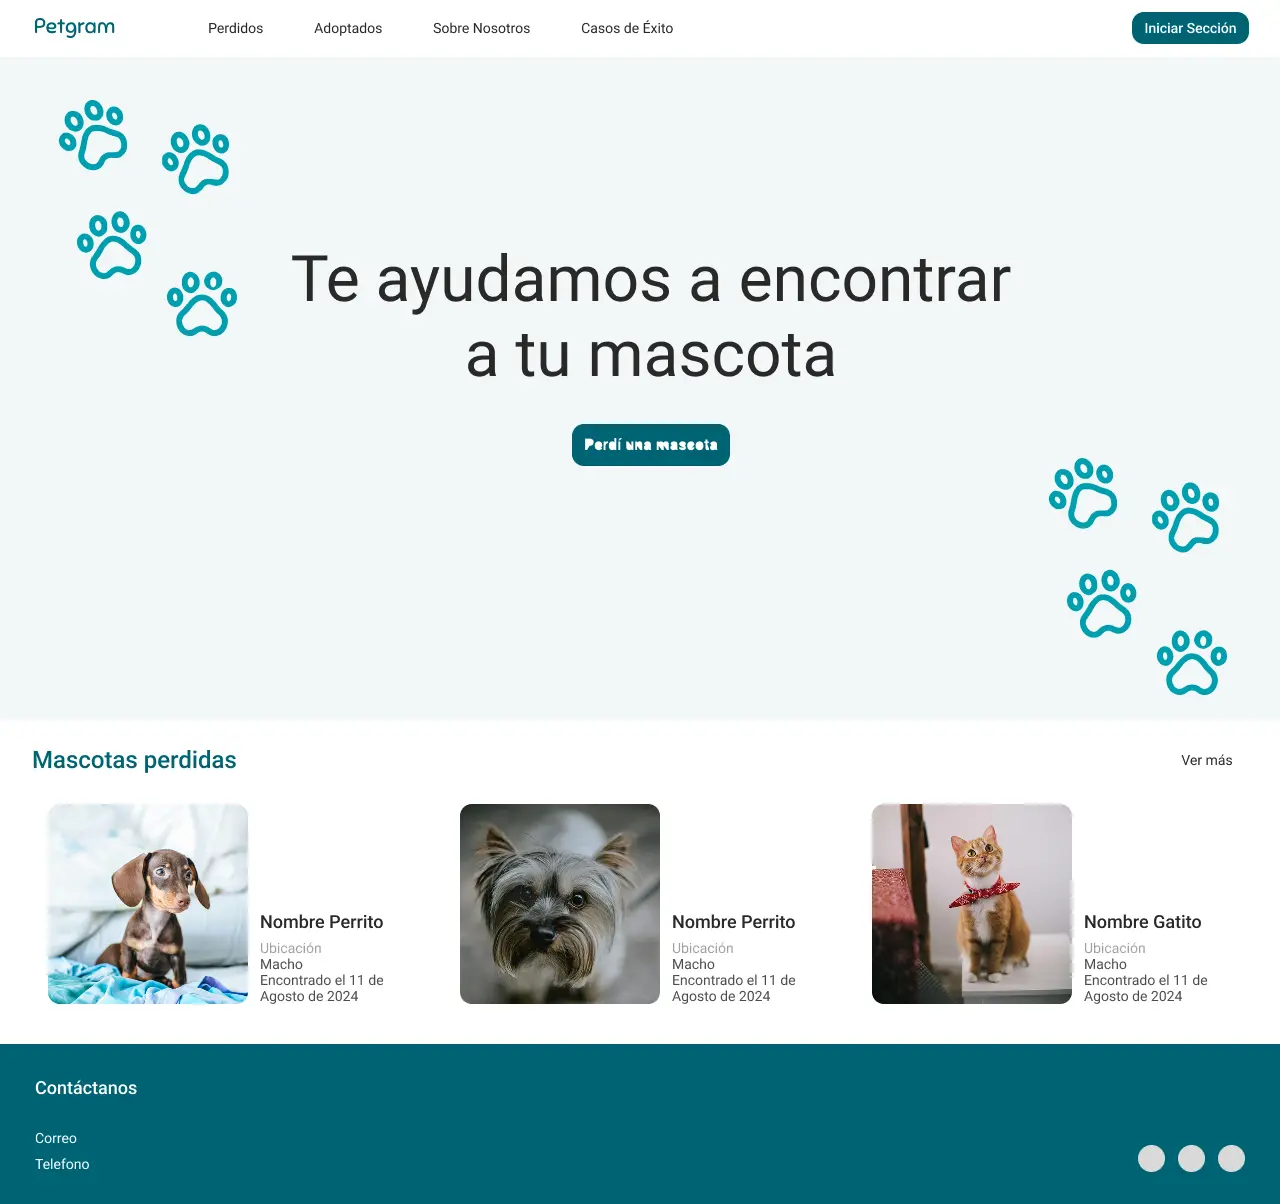 Petgram
Perdidos
Adoptados
Sobre Nosotros
Casos de Éxito
Iniciar Sección
Te ayudamos a encontrar
a tu mascota
Perdí una mascota
Mascotas perdidas
Ver más
Nombre Perrito
Ubicación
Macho
Encontrado el 11 de
Agosto de 2024
Nombre Perrito
Ubicación
Macho
Encontrado el 11 de
Agosto de 2024
Nombre Gatito
Ubicación
Macho
Encontrado el 11 de
Agosto de 2024
Contáctanos
Correo
Telefono